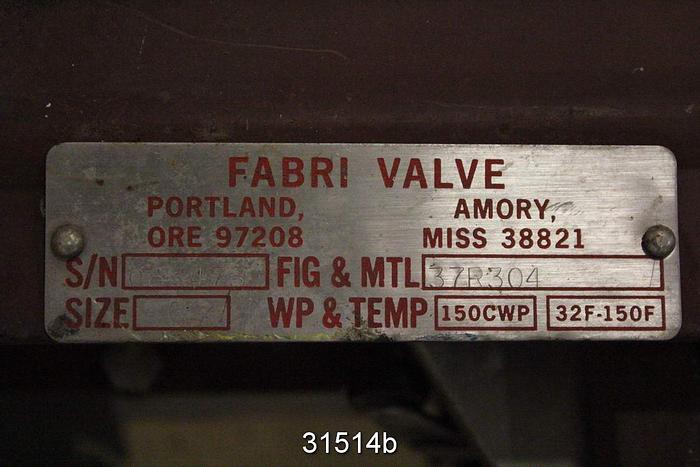 FABRI VALVE
PORTLAND, AMORY,
ORE 97208 MISS 38821
S/N FIG & MTL 37R304
SIZE WP & TEMP 150CWP 32F-150F
31514b